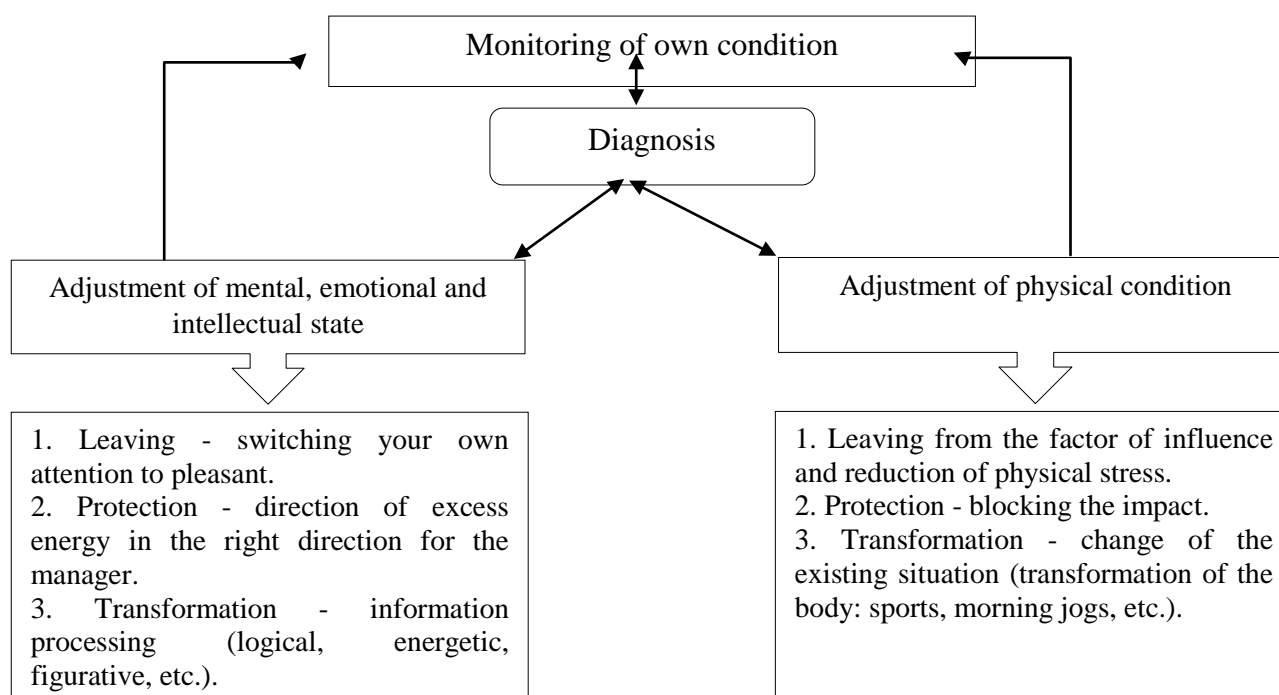 Monitoring of own condition
Diagnosis
Adjustment of mental, emotional and
intellectual state
Adjustment of physical condition
1. Leaving - switching your own
attention to pleasant.
2. Protection - direction of excess
energy in the right direction for the
manager.
3. Transformation - information
processing (logical, energetic,
figurative, etc.).
1. Leaving from the factor of influence
and reduction of physical stress.
2. Protection - blocking the impact.
3. Transformation - change of the
existing situation (transformation of the
body: sports, morning jogs, etc.).